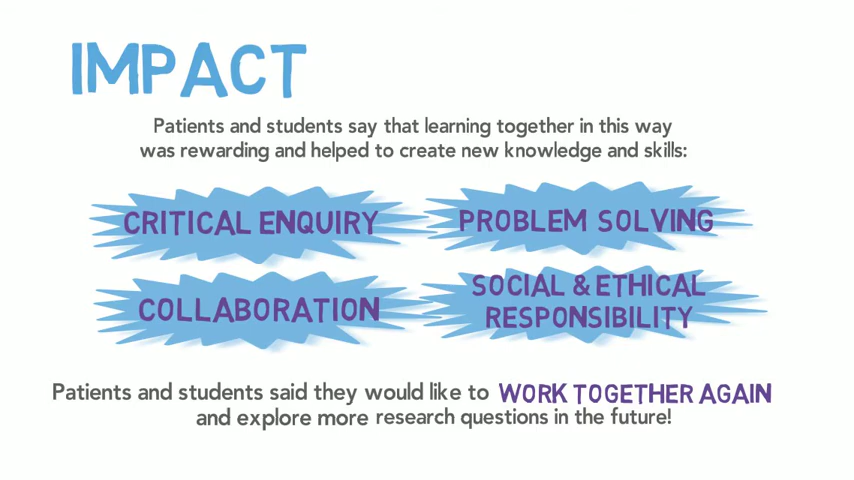 IMPACT
Patients and students say that learning together in this way
was rewarding and helped to create new knowledge and skills:
CRITICAL ENQUIRY
PROBLEM SOLVING
COLLABORATION
SOCIAL & ETHICAL
RESPONSIBILITY
Patients and students said they would like to WORK TOGETHER AGAIN
and explore more research questions in the future!